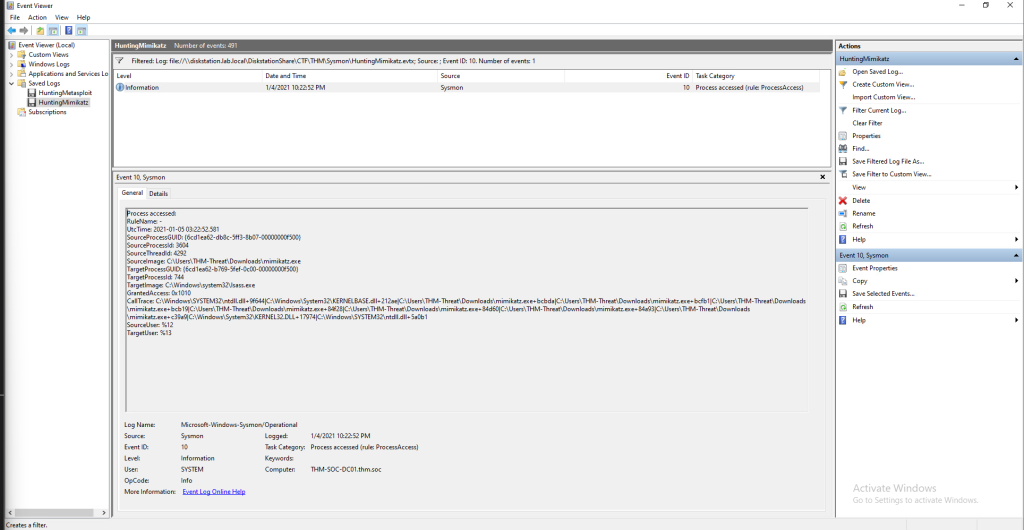 Event Viewer
File Action View Help
Event Viewer (Local)
Custom Views
Windows Logs
Applications and Services Lo
Saved Logs
HuntingMetasploit
HuntingMimikatz
Subscriptions
HuntingMimikatz Number of events: 491
Filtered: Log: file://\\diskstation.lab.local\DiskstationShare\CTF\THM\Sysmon\HuntingMimikatz.evtx; Source: ; Event ID: 10. Number of events: 1
Level Date and Time Source Event ID Task Category
Information 1/4/2021 10:22:52 PM Sysmon 10 Process accessed (rule: ProcessAccess)
Event 10, Sysmon
General Details
Process accessed:
RuleName: -
UtcTime: 2021-01-05 03:22:52.581
SourceProcessGUID: {6cd1ea62-db8c-5ff3-8b07-00000000f500}
SourceProcessId: 3604
SourceThreadId: 4292
SourceImage: C:\Users\THM-Threat\Downloads\mimikatz.exe
TargetProcessGUID: {6cd1ea62-b769-5fef-0c00-00000000f500}
TargetProcessId: 744
TargetImage: C:\Windows\system32\lsass.exe
GrantedAccess: 0x1010
CallTrace: C:\Windows\SYSTEM32\ntdll.dll+9f644|C:\Windows\System32\KERNELBASE.dll+212ae|C:\Users\THM-Threat\Downloads\mimikatz.exe+bcbda|C:\Users\THM-Threat\Downloads\mimikatz.exe+bcfb1|C:\Users\THM-Threat\Downloads
\mimikatz.exe+bcb19|C:\Users\THM-Threat\Downloads\mimikatz.exe+84f28|C:\Users\THM-Threat\Downloads\mimikatz.exe+84d60|C:\Users\THM-Threat\Downloads\mimikatz.exe+84a93|C:\Users\THM-Threat\Downloads
\mimikatz.exe+c39a9|C:\Windows\System32\KERNEL32.DLL+17974|C:\Windows\SYSTEM32\ntdll.dll+5a0b1
SourceUser: %12
TargetUser: %13
Log Name: Microsoft-Windows-Sysmon/Operational
Source: Sysmon Logged: 1/4/2021 10:22:52 PM
Event ID: 10 Task Category: Process accessed (rule: ProcessAccess)
Level: Information Keywords:
User: SYSTEM Computer: THM-SOC-DC01.thm.soc
OpCode: Info
More Information: Event Log Online Help
Actions
HuntingMimikatz
Open Saved Log...
Create Custom View...
Import Custom View...
Filter Current Log...
Clear Filter
Properties
Find...
Save Filtered Log File As...
Save Filter to Custom View...
View
Delete
Rename
Refresh
Help
Event 10, Sysmon
Event Properties
Copy
Save Selected Events...
Refresh
Help
Activate Windows
Go to Settings to activate Windows.
Creates a filter.